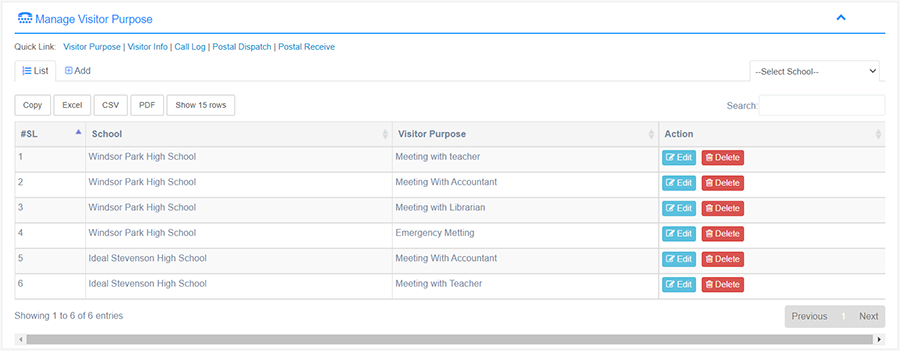 Manage Visitor Purpose
Quick Link: Visitor Purpose | Visitor Info | Call Log | Postal Dispatch | Postal Receive
List Add --Select School--
Copy Excel CSV PDF Show 15 rows Search:
#SL School Visitor Purpose Action
1 Windsor Park High School Meeting with teacher Edit Delete
2 Windsor Park High School Meeting With Accountant Edit Delete
3 Windsor Park High School Meeting with Librarian Edit Delete
4 Windsor Park High School Emergency Metting Edit Delete
5 Ideal Stevenson High School Meeting With Accountant Edit Delete
6 Ideal Stevenson High School Meeting with Teacher Edit Delete
Showing 1 to 6 of 6 entries Previous 1 Next